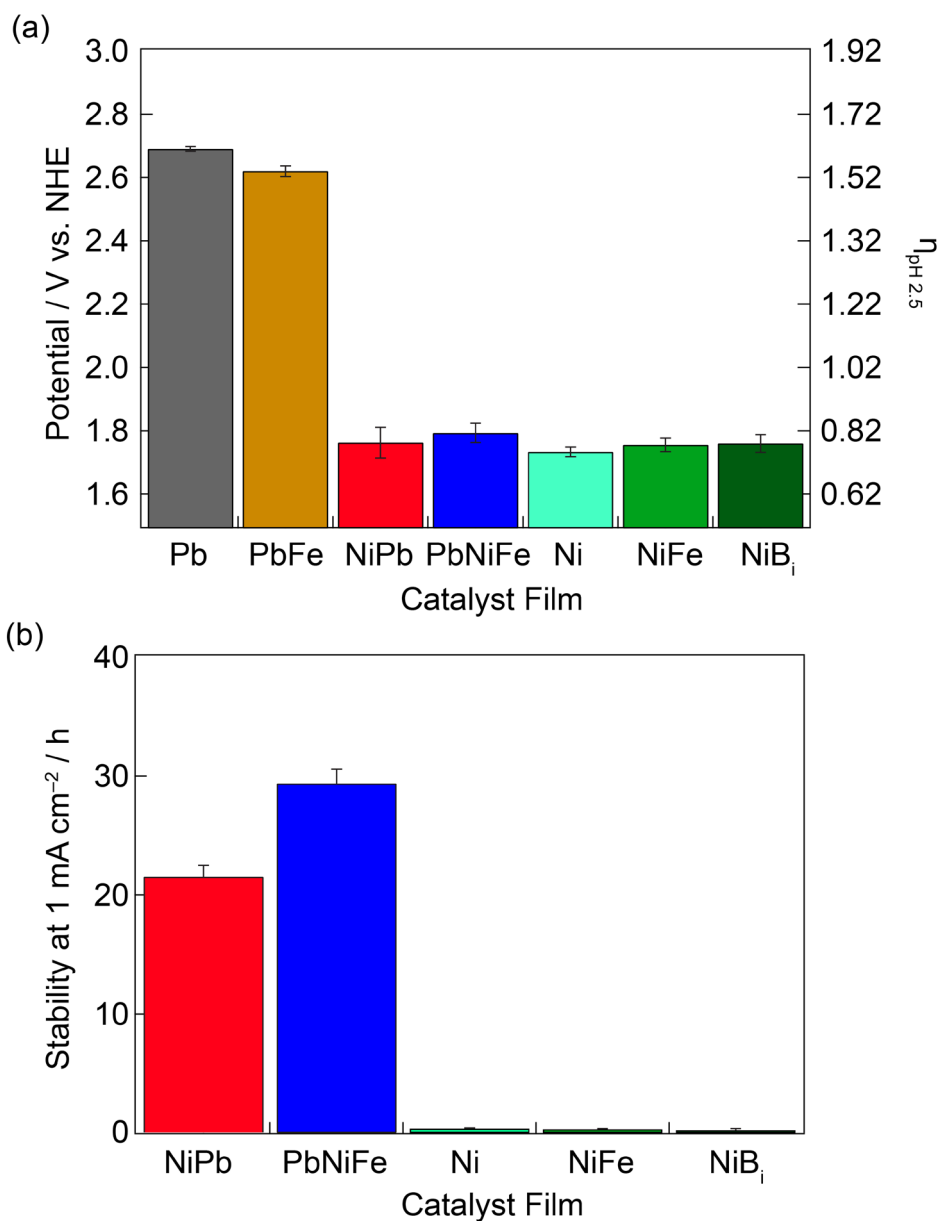 (a)
3.0 1.92
2.8 1.72
2.6 1.52
2.4 1.32
2.2 1.22
2.0 1.02
1.8 0.82
1.6 0.62
Potential / V vs. NHE
η pH 2.5
Pb PbFe NiPb PbNiFe Ni NiFe NiBi
Catalyst Film
(b)
40
30
20
10
0
Stability at 1 mA cm⁻² / h
NiPb PbNiFe Ni NiFe NiBi
Catalyst Film